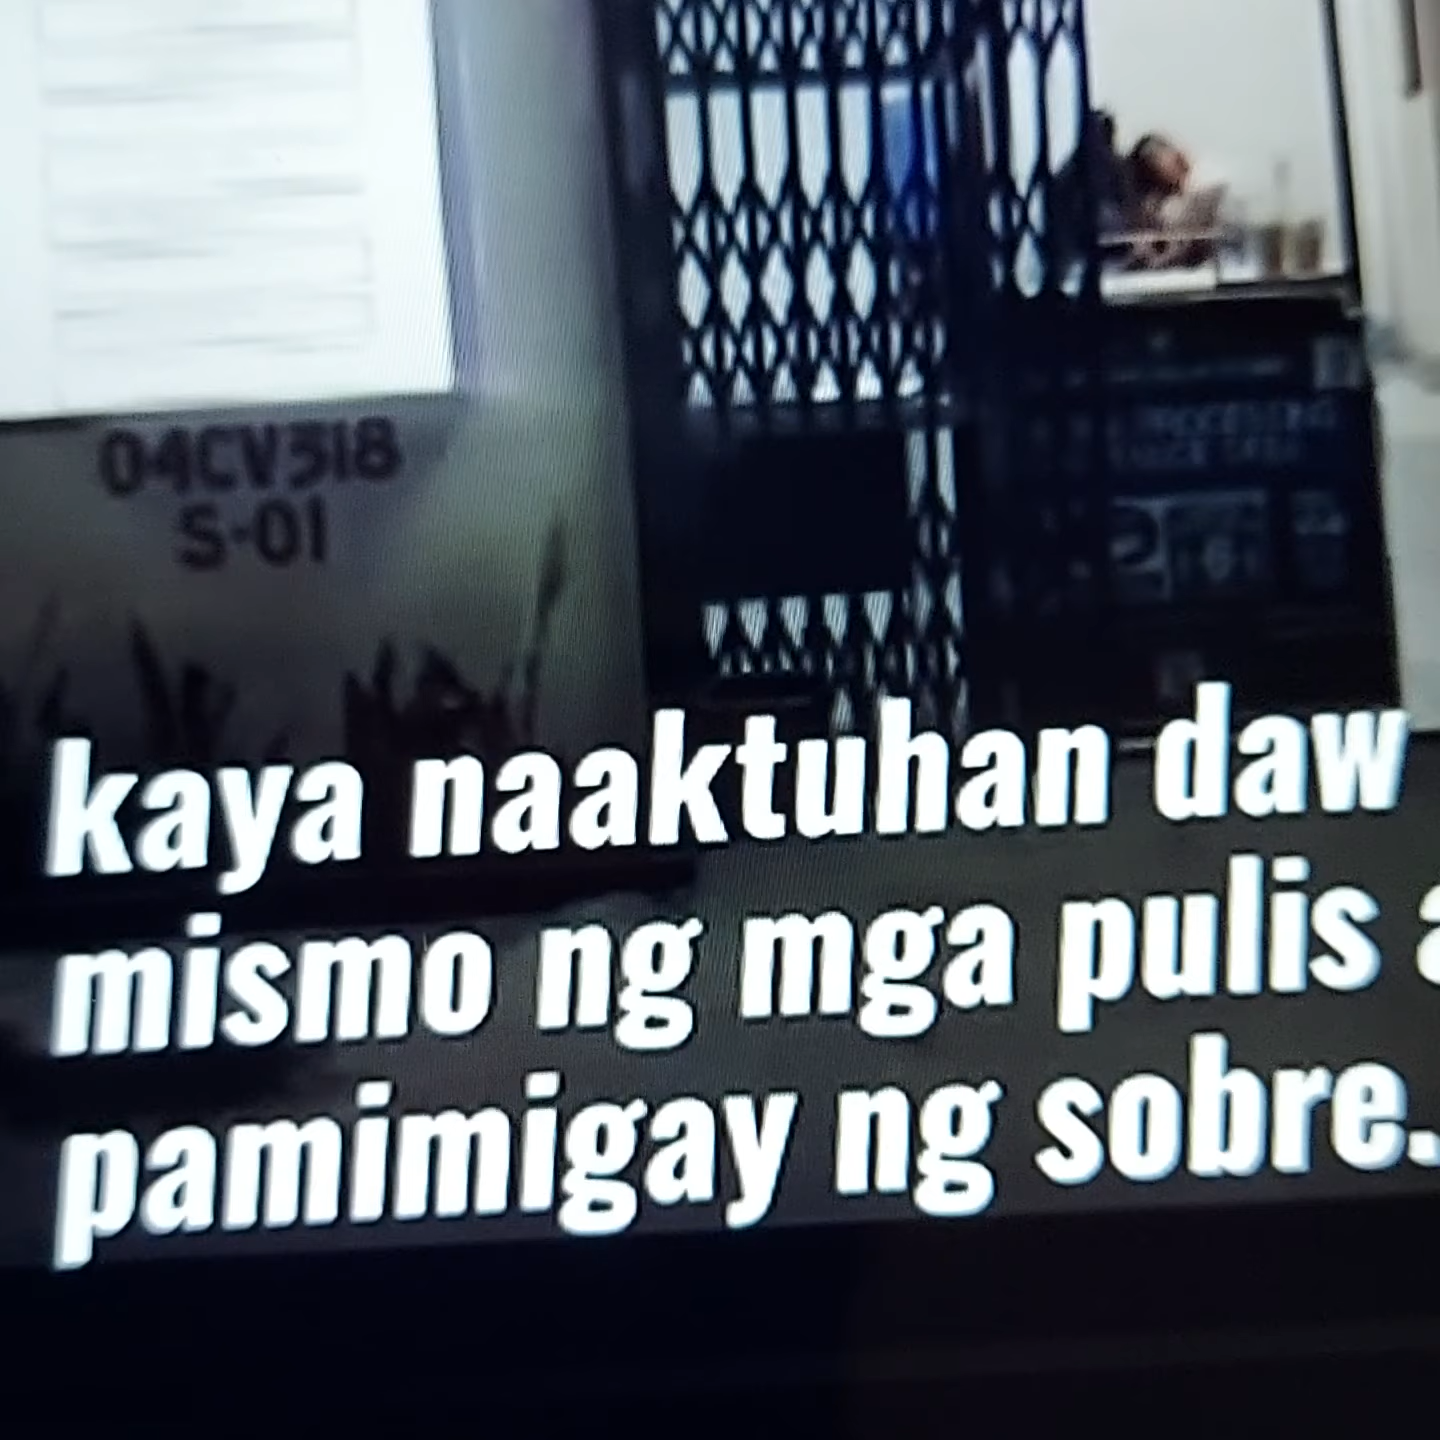 04CV318
S-01
kaya naaktuhan daw
mismo ng mga pulis a
pamimigay ng sobre.